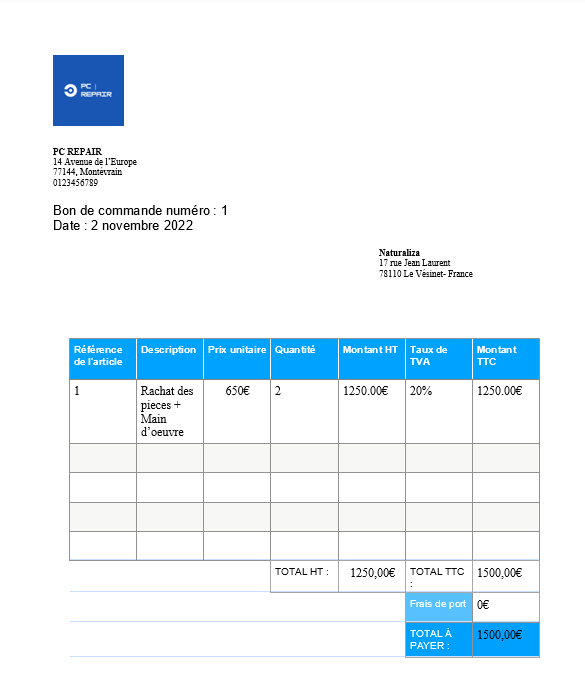 PC |
REPAIR
PC REPAIR
14 Avenue de l'Europe
77144, Montévrain
0123456789
Bon de commande numéro : 1
Date : 2 novembre 2022
Naturaliza
17 rue Jean Laurent
78110 Le Vésinet- France
Référence de l'article Description Prix unitaire Quantité Montant HT Taux de TVA Montant TTC
1 Rachat des pieces + Main d'oeuvre 650€ 2 1250.00€ 20% 1250.00€
TOTAL HT : 1250,00€ TOTAL TTC : 1500,00€
Frais de port 0€
TOTAL À PAYER : 1500,00€